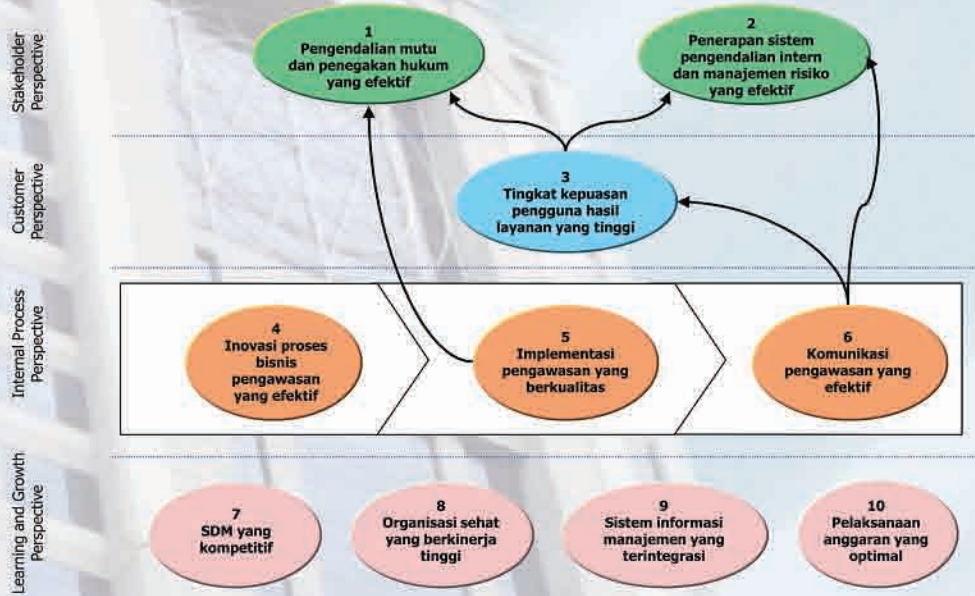 Stakeholder
Perspective
1
Pengendalian mutu
dan penegakan hukum
yang efektif
2
Penerapan sistem
pengendalian intern
dan manajemen risiko
yang efektif
Customer
Perspective
3
Tingkat kepuasan
pengguna hasil
layanan yang tinggi
Internal Process
Perspective
4
Inovasi proses
bisnis
pengawasan
yang efektif
5
Implementasi
pengawasan yang
berkualitas
6
Komunikasi
pengawasan yang
efektif
Learning and Growth
Perspective
7
SDM yang
kompetitif
8
Organisasi sehat
yang berkinerja
tinggi
9
Sistem informasi
manajemen yang
terintegrasi
10
Pelaksanaan
anggaran yang
optimal